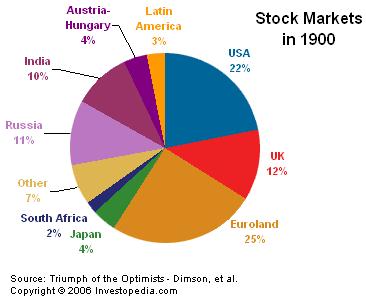 Stock Markets
in 1900
Austria-
Hungary
4%
Latin
America
3%
USA
22%
India
10%
Russia
11%
UK
12%
Other
7%
Euroland
25%
South Africa
2%
Japan
4%
Source: Triumph of the Optimists - Dimson, et al.
Copyright © 2006 Investopedia.com